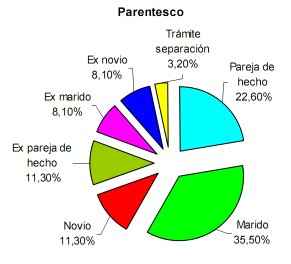 Parentesco
Trámite
separación
3,20%
Ex novio
8,10%
Pareja de
hecho
22,60%
Ex marido
8,10%
Ex pareja de
hecho
11,30%
Novio
11,30%
Marido
35,50%